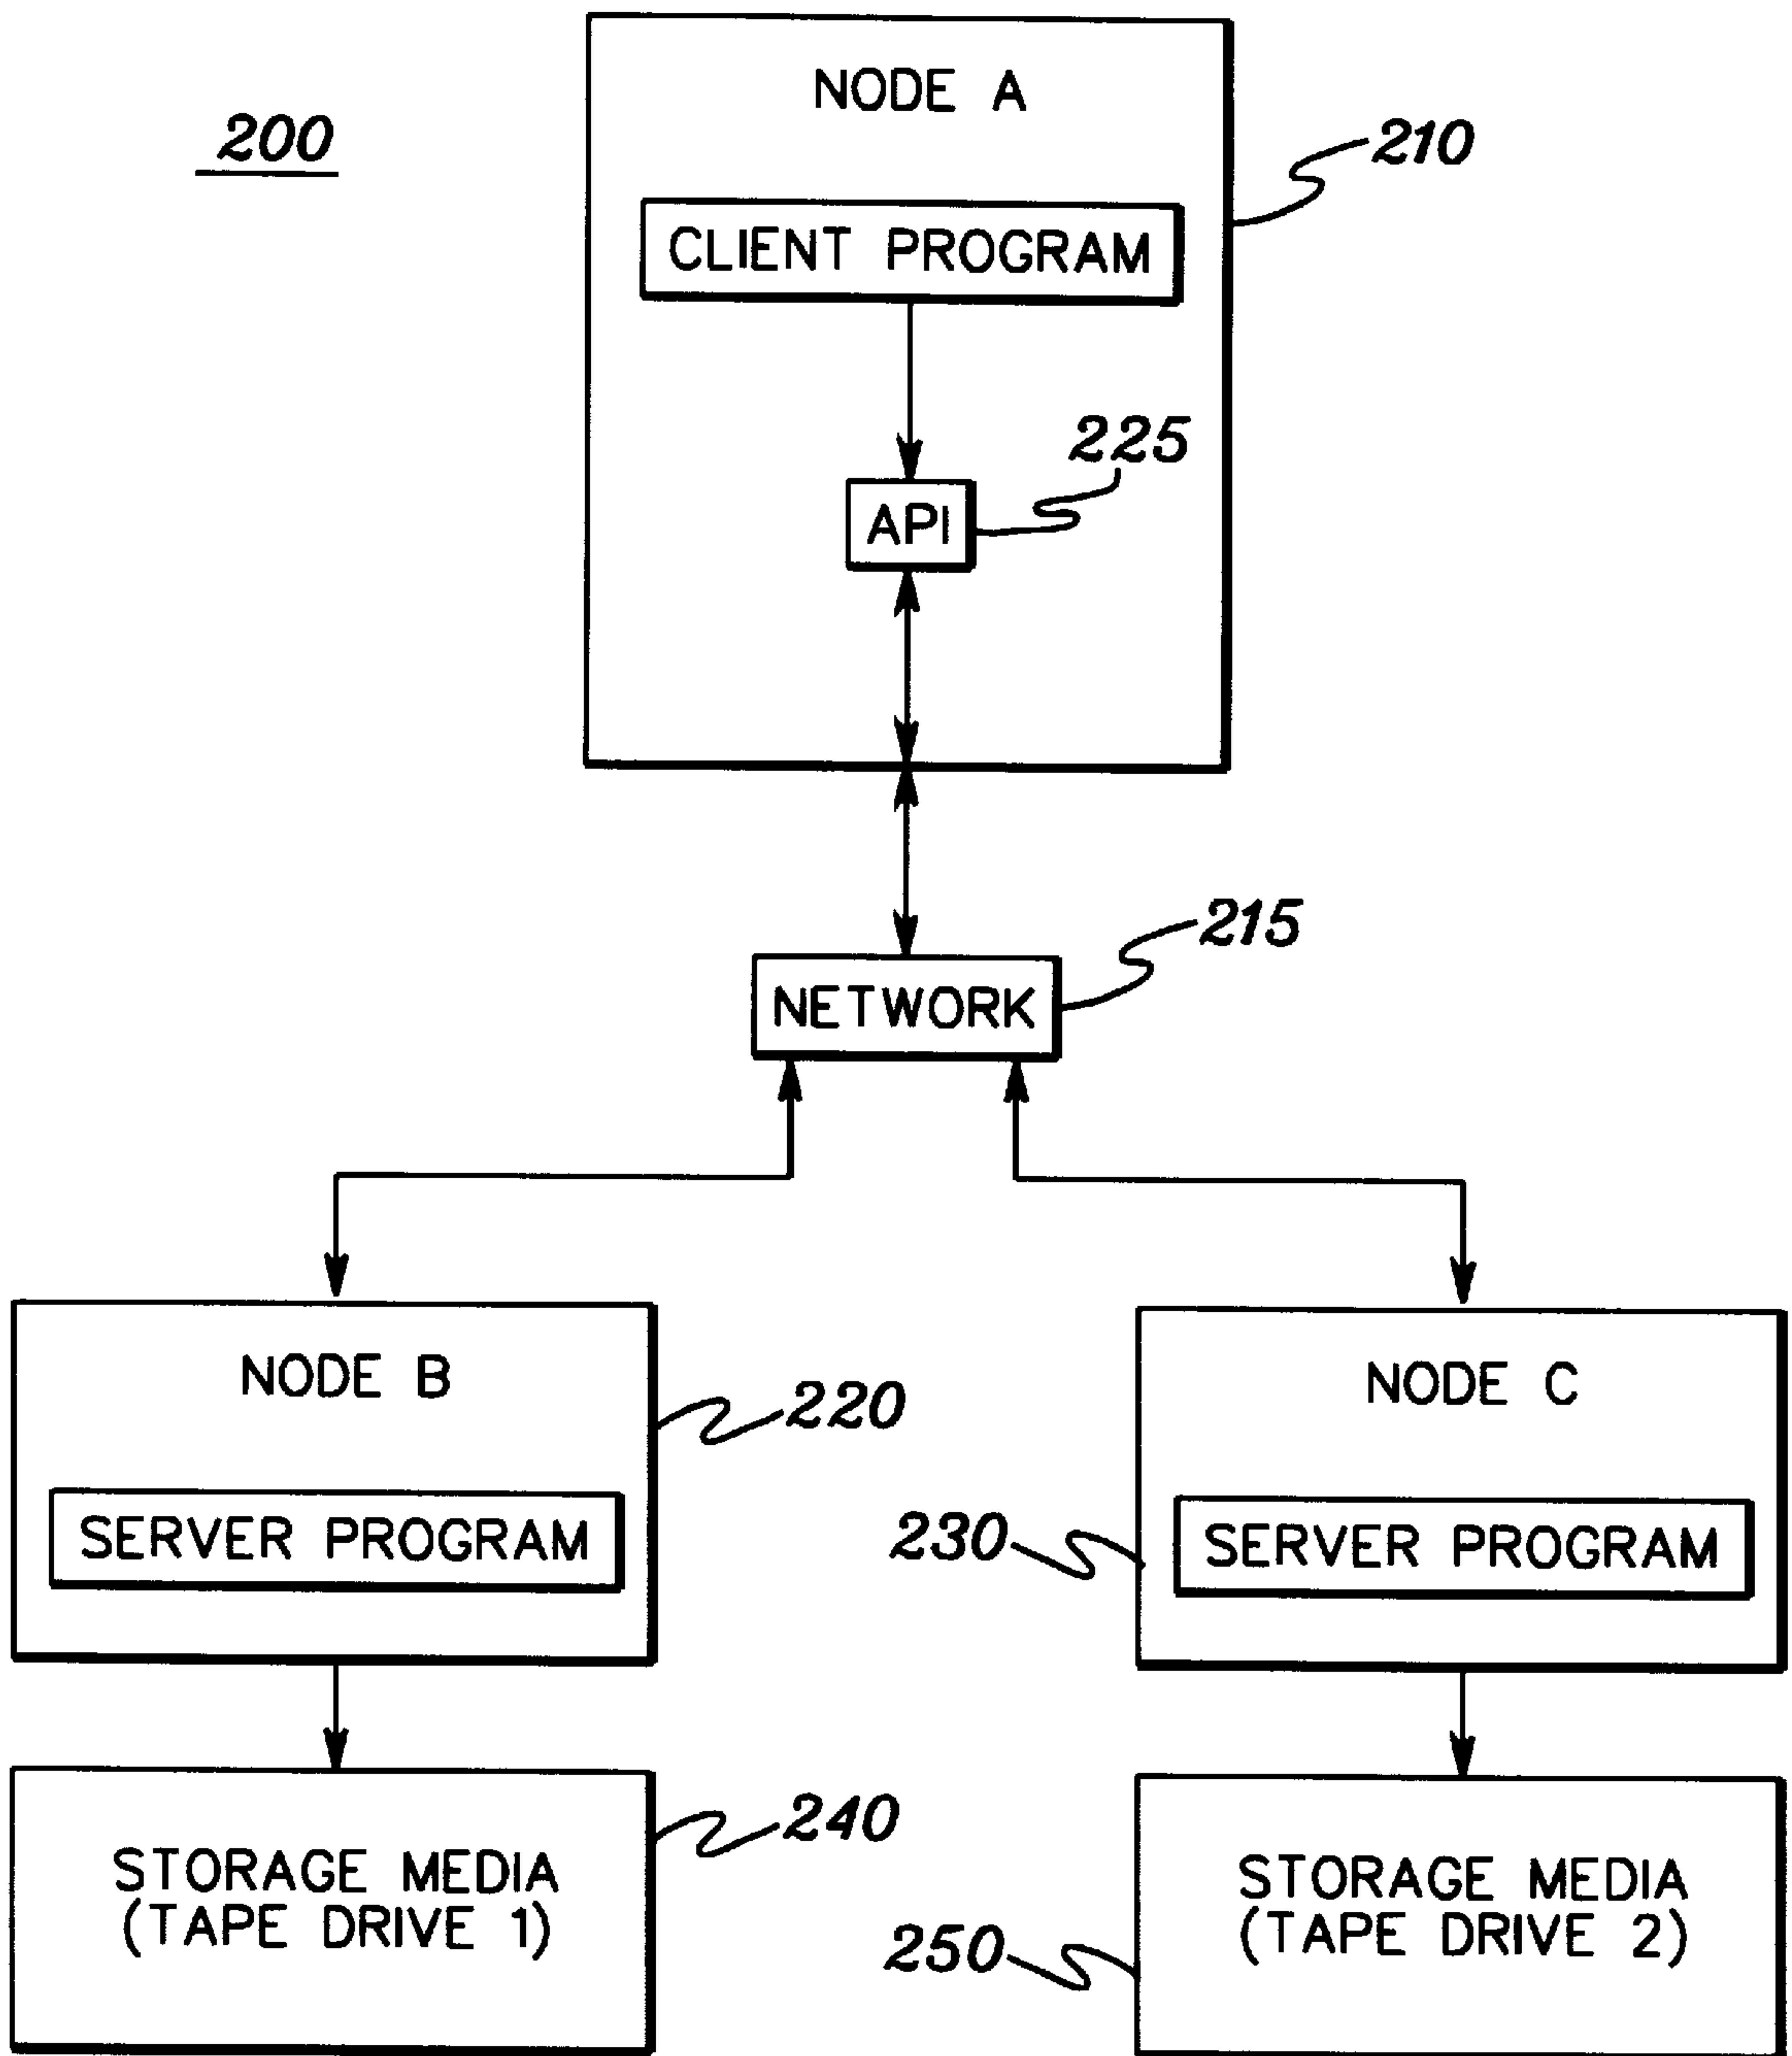 NODE A
200
210
CLIENT PROGRAM
225
API
215
NETWORK
NODE B
220
SERVER PROGRAM
NODE C
230
SERVER PROGRAM
STORAGE MEDIA
(TAPE DRIVE 1)
240
STORAGE MEDIA
(TAPE DRIVE 2)
250